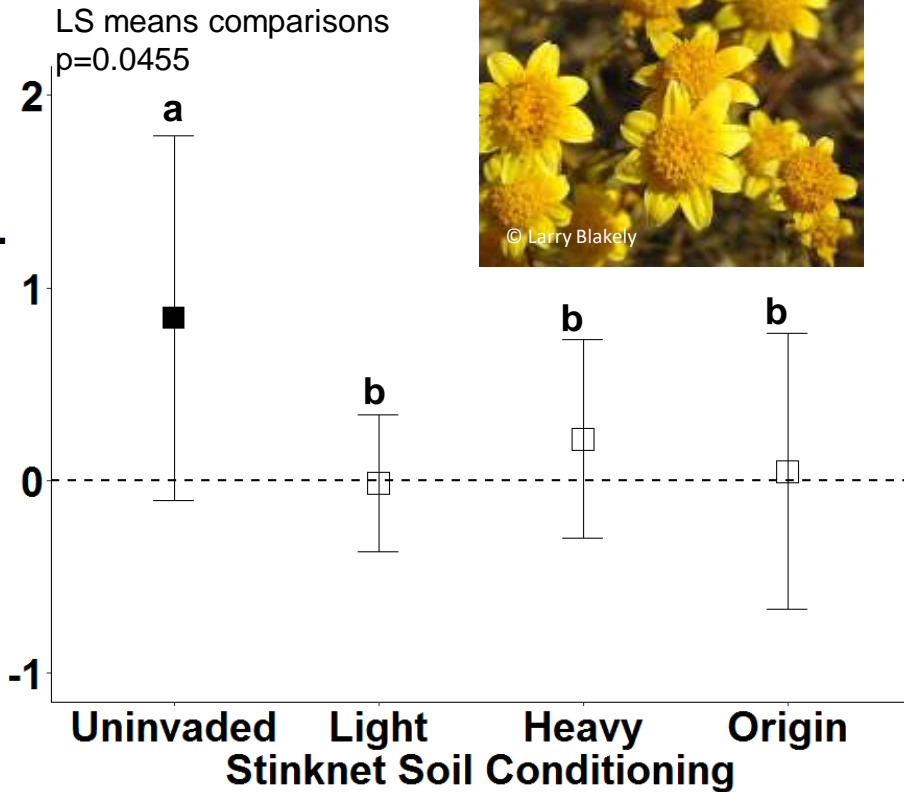 LS means comparisons
p=0.0455
2
a
© Larry Blakely
1
b
b
b
0
-1
Uninvaded Light Heavy Origin
Stinknet Soil Conditioning